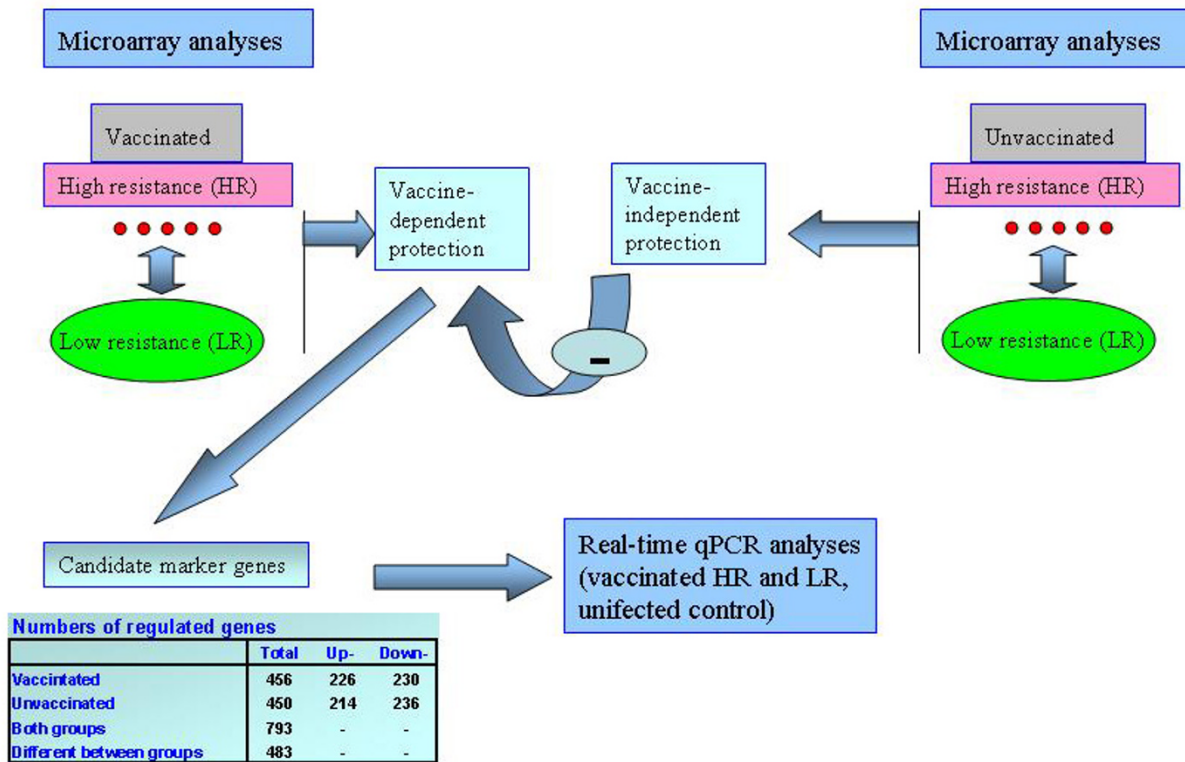 Microarray analyses
Vaccinated
High resistance (HR)
Low resistance (LR)
Vaccine-
dependent
protection
Vaccine-
independent
protection
Microarray analyses
Unvaccinated
High resistance (HR)
Low resistance (LR)
-
Candidate marker genes
Real-time qPCR analyses
(vaccinated HR and LR,
unifected control)
Numbers of regulated genes
Total Up- Down-
Vaccintated 456 226 230
Unvaccinated 450 214 236
Both groups 793 - -
Different between groups 483 - -